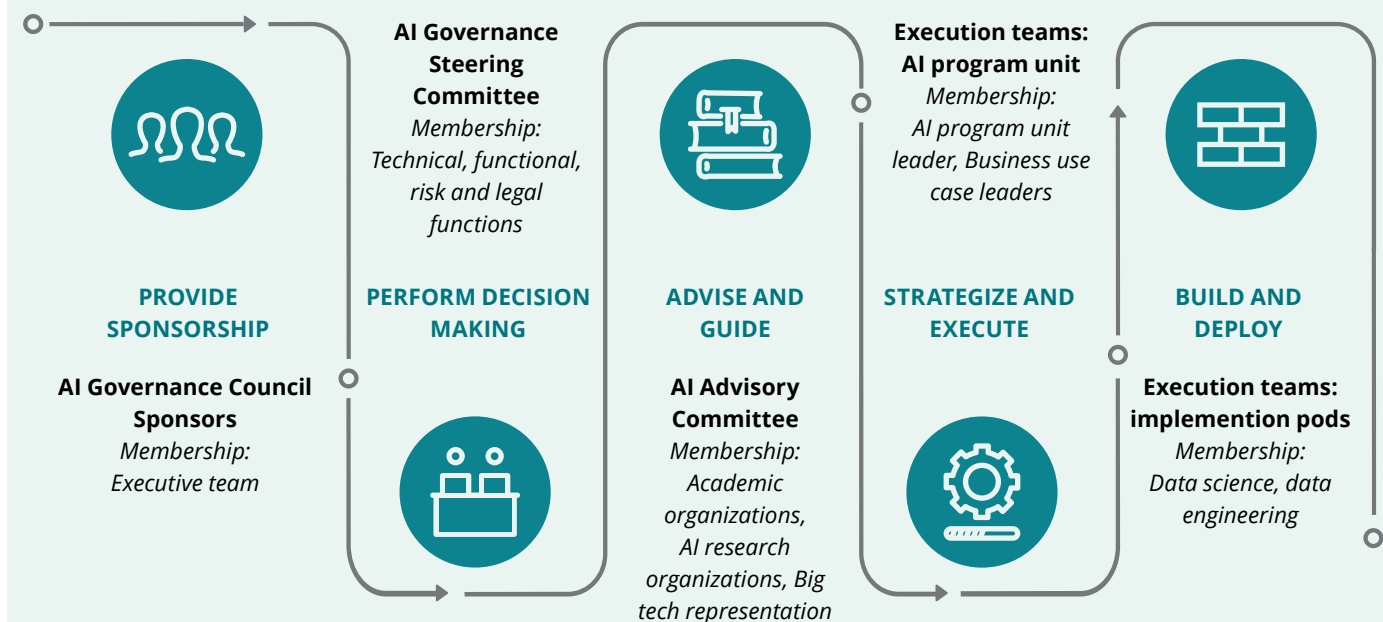 PROVIDE
SPONSORSHIP
AI Governance Council
Sponsors
Membership:
Executive team
AI Governance
Steering
Committee
Membership:
Technical, functional,
risk and legal
functions
PERFORM DECISION
MAKING
ADVISE AND
GUIDE
AI Advisory
Committee
Membership:
Academic
organizations,
AI research
organizations, Big
tech representation
Execution teams:
AI program unit
Membership:
AI program unit
leader, Business use
case leaders
STRATEGIZE AND
EXECUTE
BUILD AND
DEPLOY
Execution teams:
implemention pods
Membership:
Data science, data
engineering